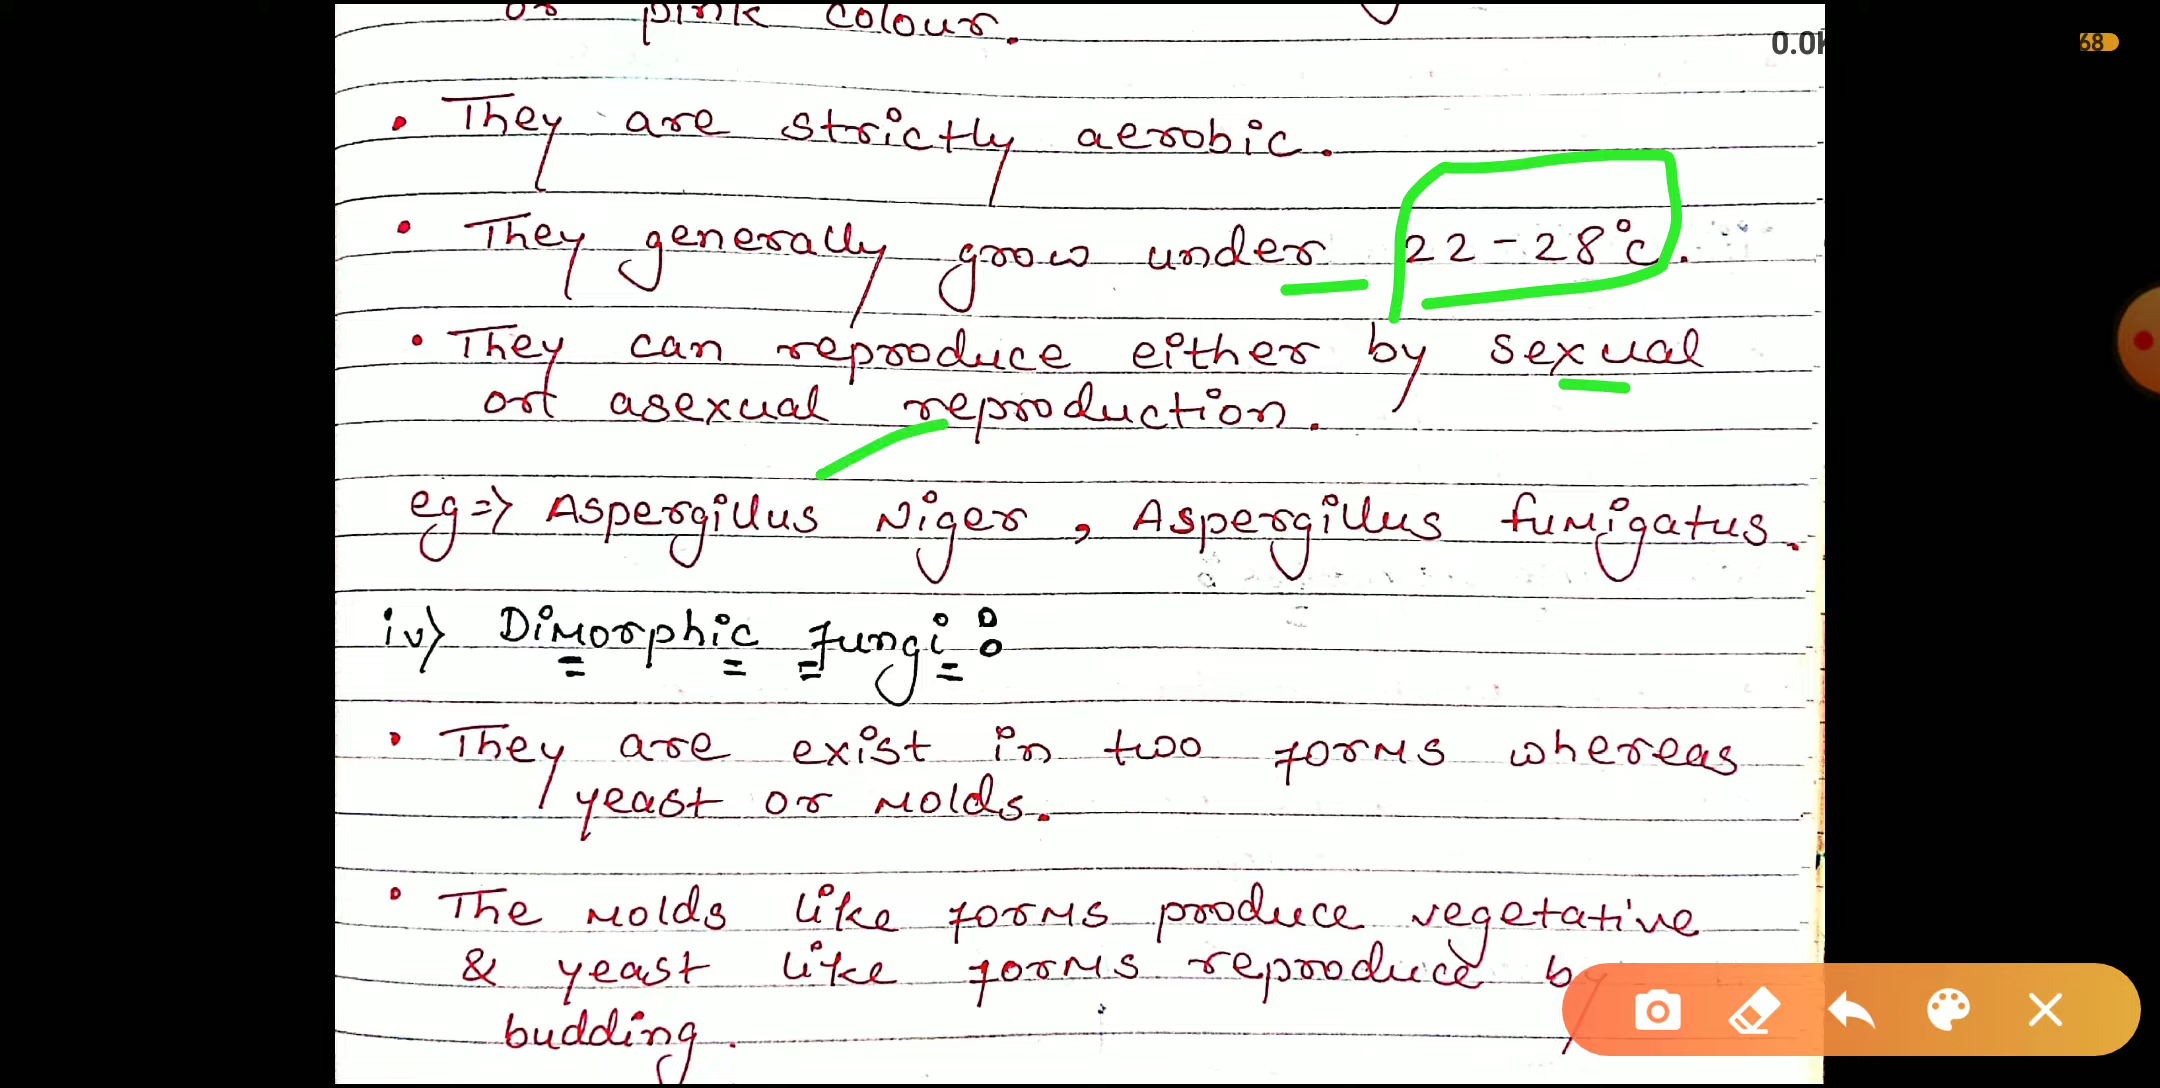 or pink colour.
0.0
68
• They are strictly aerobic.
• They generally grow under 22-28°c.
• They can reproduce either by sexual
or asexual reproduction.
eg => Aspergillus Niger, Aspergillus fumigatus.
iv) Dimorphic fungi:
• They are exist in two forms whereas
yeast or molds.
• The molds like forms produce vegetative
& yeast like forms reproduce by
budding.